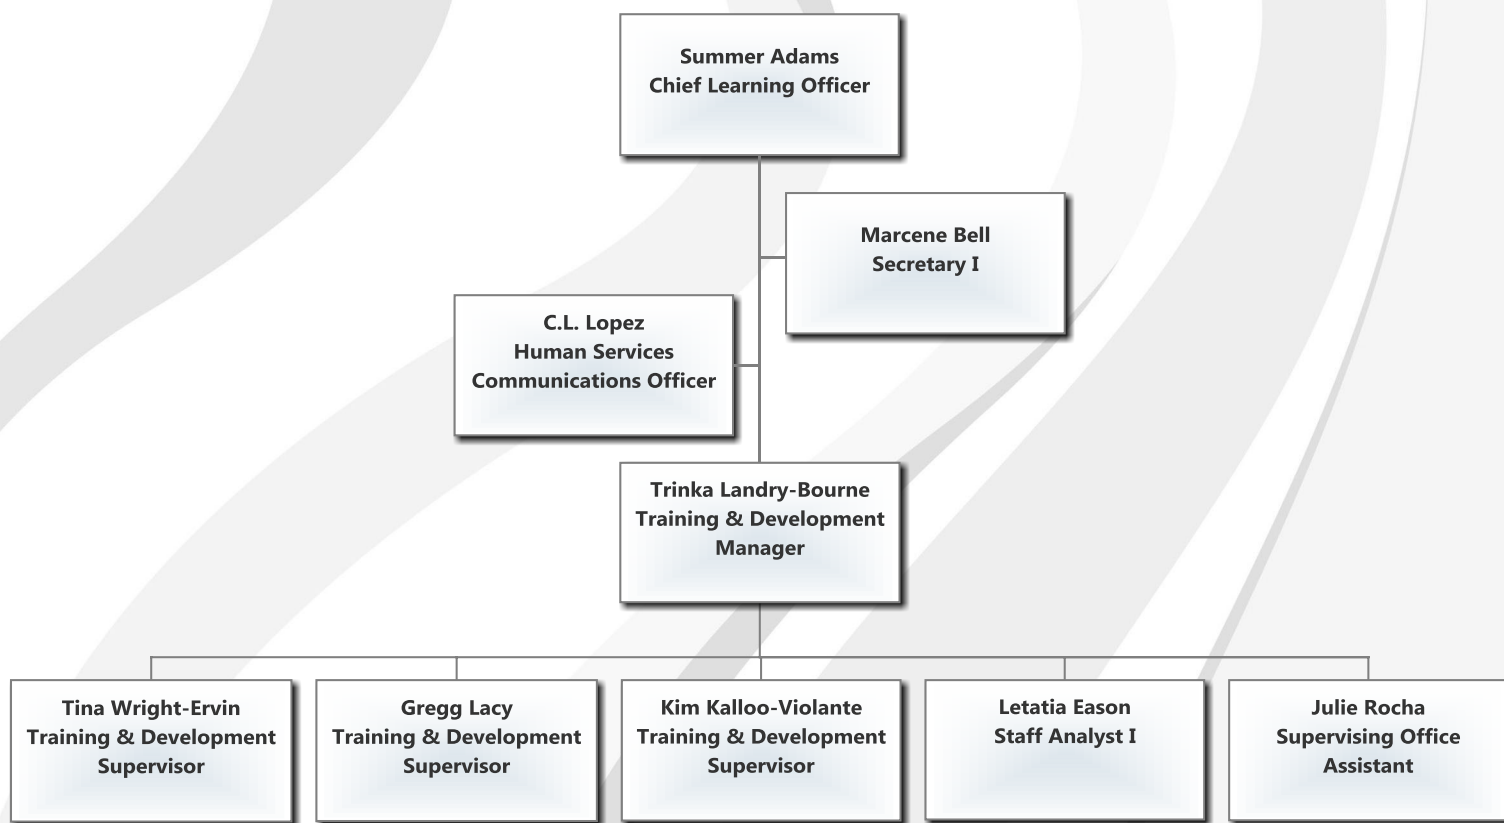 Summer Adams
Chief Learning Officer
Marcene Bell
Secretary I
C.L. Lopez
Human Services
Communications Officer
Trinka Landry-Bourne
Training & Development
Manager
Tina Wright-Ervin
Training & Development
Supervisor
Gregg Lacy
Training & Development
Supervisor
Kim Kalloo-Violante
Training & Development
Supervisor
Letatia Eason
Staff Analyst I
Julie Rocha
Supervising Office
Assistant